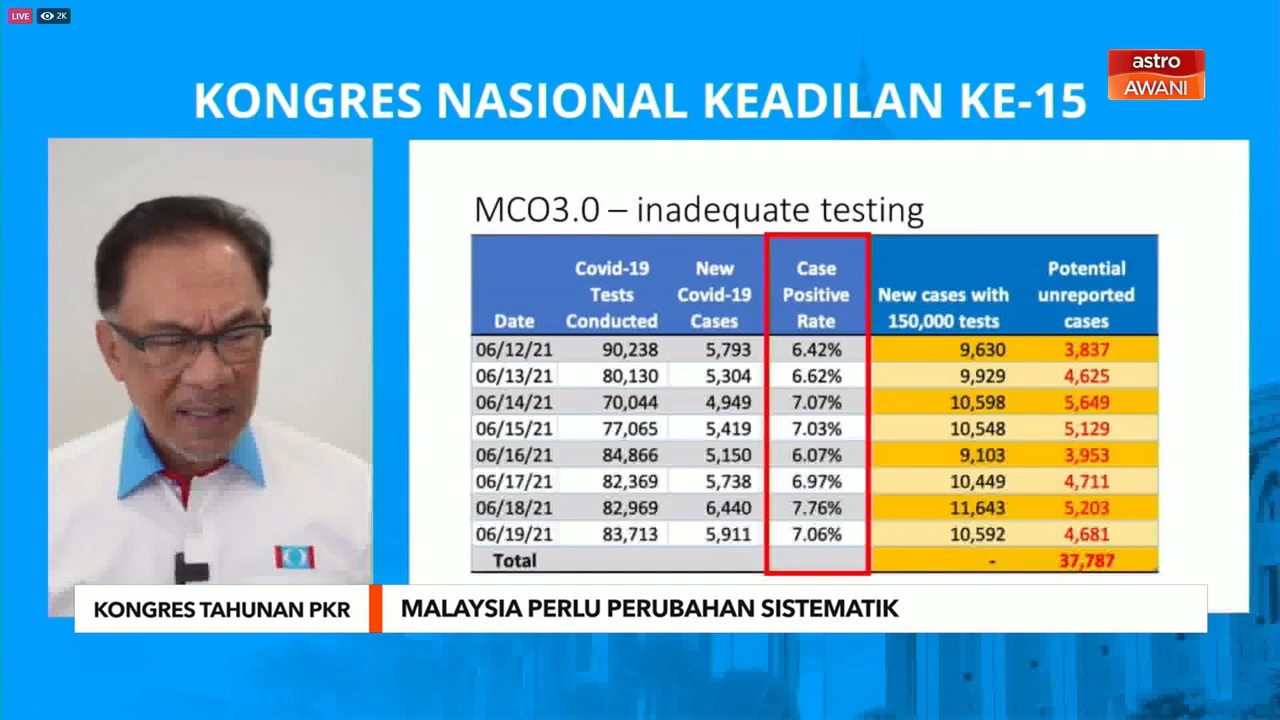 LIVE 2K
astro
AWANI
KONGRES NASIONAL KEADILAN KE-15
MCO3.0 – inadequate testing
Date Covid-19 Tests Conducted New Covid-19 Cases Case Positive Rate New cases with 150,000 tests Potential unreported cases
06/12/21 90,238 5,793 6.42% 9,630 3,837
06/13/21 80,130 5,304 6.62% 9,929 4,625
06/14/21 70,044 4,949 7.07% 10,598 5,649
06/15/21 77,065 5,419 7.03% 10,548 5,129
06/16/21 84,866 5,150 6.07% 9,103 3,953
06/17/21 82,369 5,738 6.97% 10,449 4,711
06/18/21 82,969 6,440 7.76% 11,643 5,203
06/19/21 83,713 5,911 7.06% 10,592 4,681
Total - 37,787
KONGRES TAHUNAN PKR
MALAYSIA PERLU PERUBAHAN SISTEMATIK